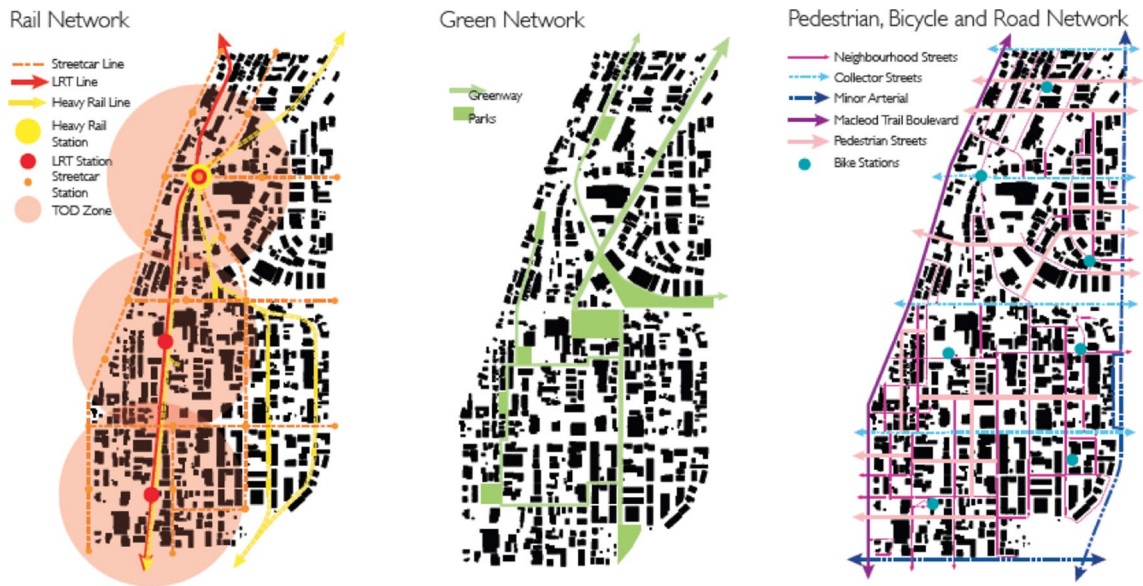 Rail Network
Streetcar Line
LRT Line
Heavy Rail Line
Heavy Rail
Station
LRT Station
Streetcar
Station
TOD Zone
Green Network
Greenway
Parks
Pedestrian, Bicycle and Road Network
Neighbourhood Streets
Collector Streets
Minor Arterial
Macleod Trail Boulevard
Pedestrian Streets
Bike Stations